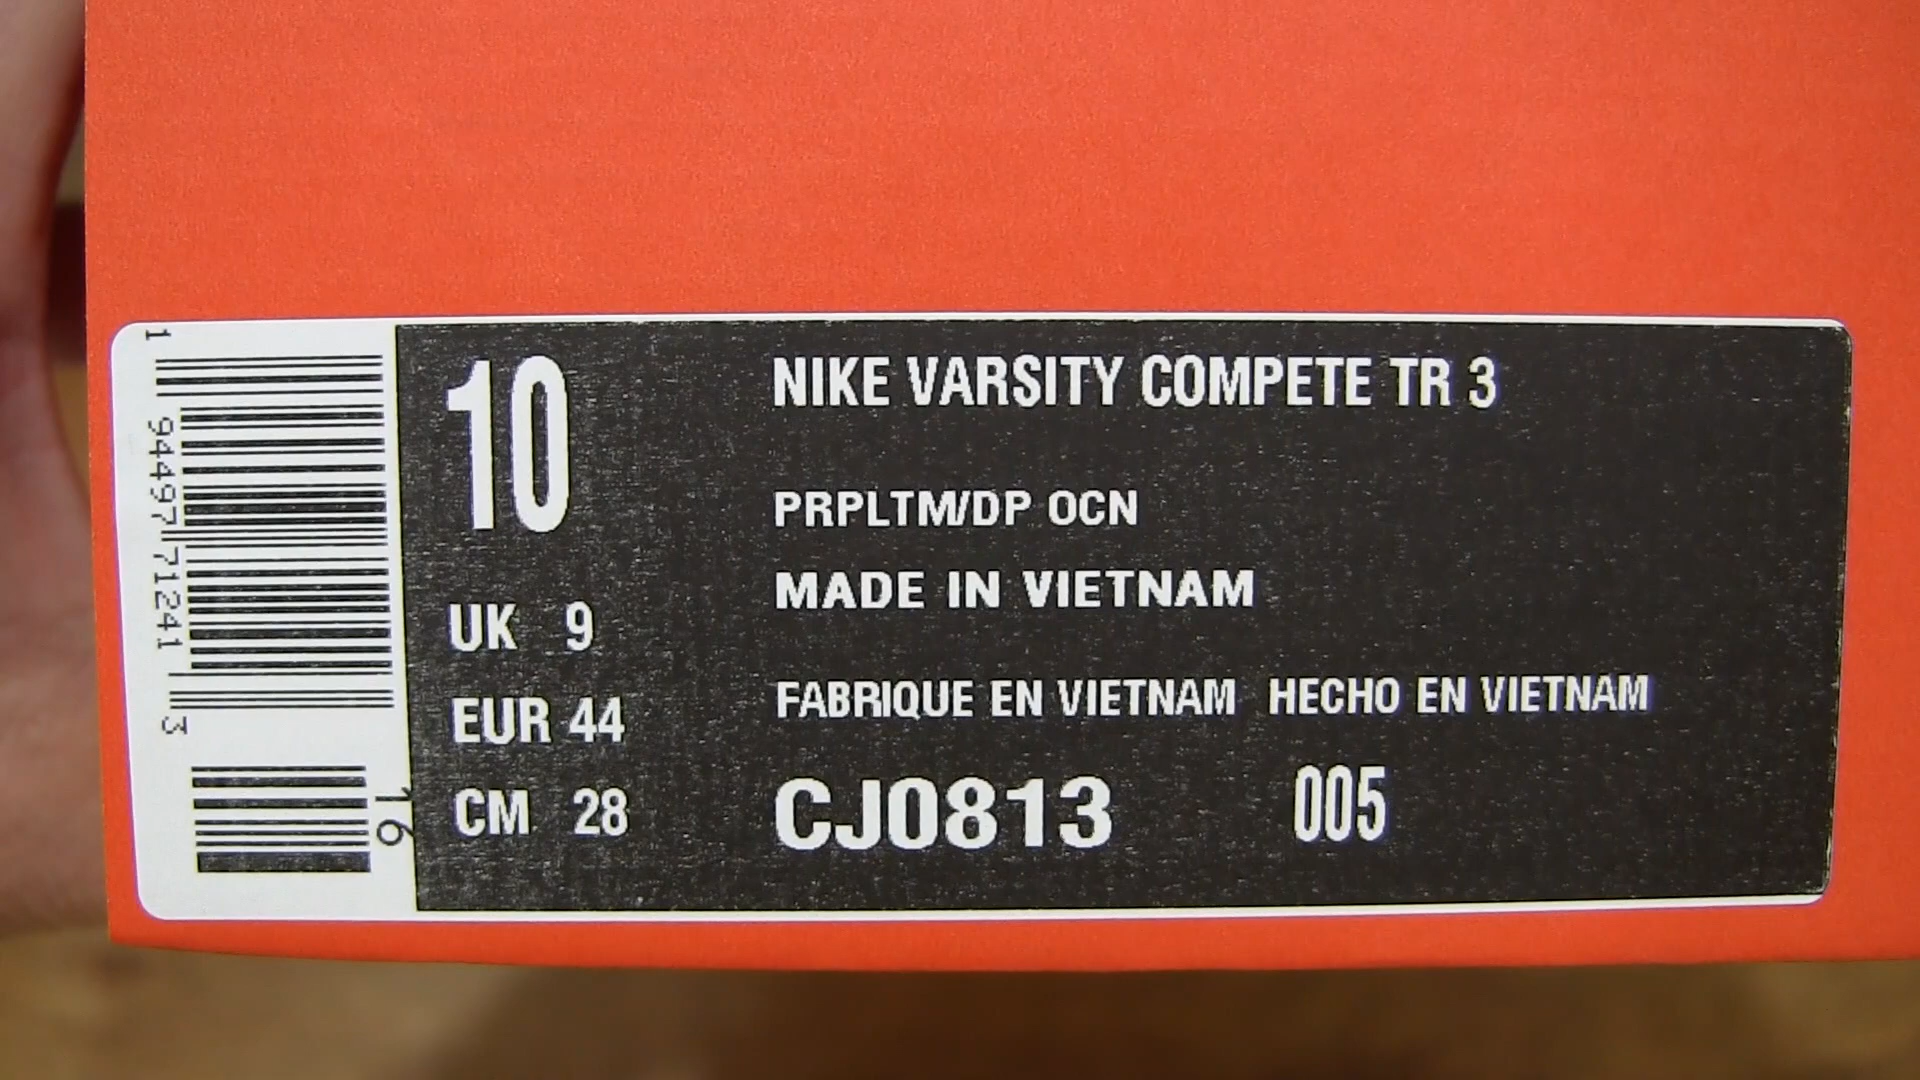 1 94497 71241 3
16
10
UK 9
EUR 44
CM 28
NIKE VARSITY COMPETE TR 3
PRPLTM/DP OCN
MADE IN VIETNAM
FABRIQUE EN VIETNAM HECHO EN VIETNAM
CJ0813 005